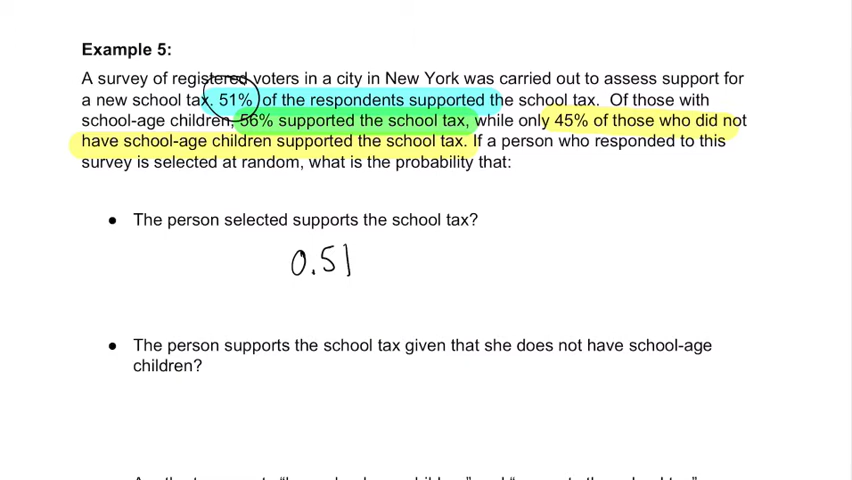 Example 5:
A survey of registered voters in a city in New York was carried out to assess support for
a new school tax. 51% of the respondents supported the school tax. Of those with
school-age children, 56% supported the school tax, while only 45% of those who did not
have school-age children supported the school tax. If a person who responded to this
survey is selected at random, what is the probability that:
● The person selected supports the school tax?
0.51
● The person supports the school tax given that she does not have school-age
children?